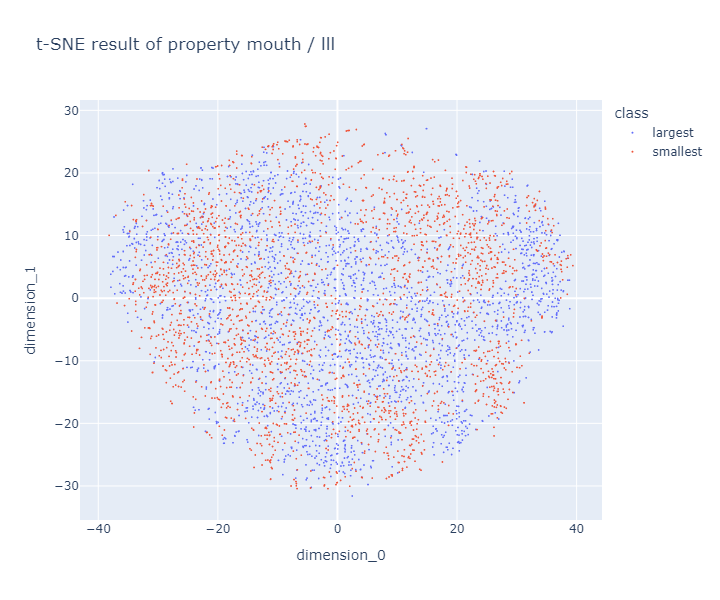 t-SNE result of property mouth / lll
class
largest
smallest
30
20
10
0
−10
−20
−30
−40
−20
0
20
40
dimension_1
dimension_0